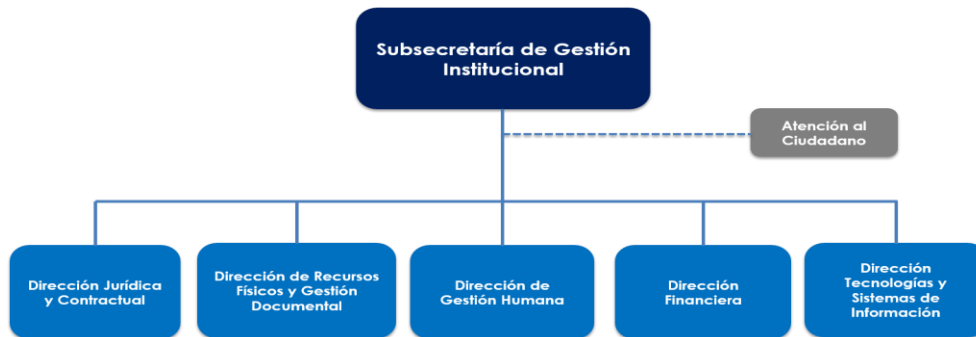 Subsecretaría de Gestión
Institucional
Atención al
Ciudadano
Dirección Jurídica
y Contractual
Dirección de Recursos
Físicos y Gestión
Documental
Dirección de
Gestión Humana
Dirección
Financiera
Dirección
Tecnologías y
Sistemas de
Información